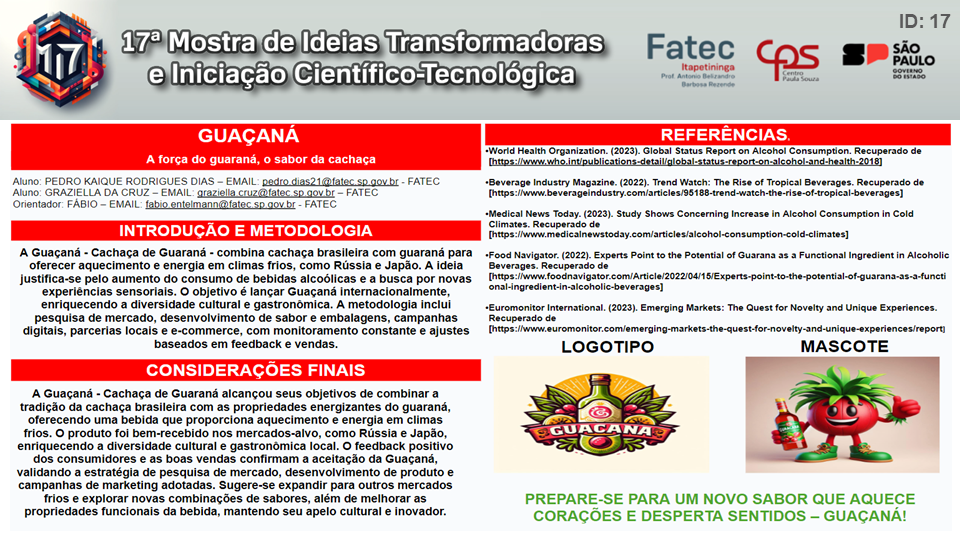 ID: 17
17ª Mostra de Ideias Transformadoras
e Iniciação Científico-Tecnológica
Fatec
Itapetininga
Prof. Antonio Belizandro
Barbosa Rezende
CPS
Centro
Paula Souza
SP
SÃO PAULO
GOVERNO
DO ESTADO
GUAÇANÁ
A força do guaraná, o sabor da cachaça
Aluno: PEDRO KAIQUE RODRIGUES DIAS – EMAIL: pedro.dias21@fatec.sp.gov.br - FATEC
Aluno: GRAZIELLA DA CRUZ – EMAIL: graziella.cruz@fatec.sp.gov.br – FATEC
Orientador: FÁBIO – EMAIL: fabio.entelmann@fatec.sp.gov.br - FATEC
INTRODUÇÃO E METODOLOGIA
A Guaçaná - Cachaça de Guaraná - combina cachaça brasileira com guaraná para
oferecer aquecimento e energia em climas frios, como Rússia e Japão. A ideia
justifica-se pelo aumento do consumo de bebidas alcoólicas e a busca por novas
experiências sensoriais. O objetivo é lançar Guaçaná internacionalmente,
enriquecendo a diversidade cultural e gastronômica. A metodologia inclui
pesquisa de mercado, desenvolvimento de sabor e embalagens, campanhas
digitais, parcerias locais e e-commerce, com monitoramento constante e ajustes
baseados em feedback e vendas.
CONSIDERAÇÕES FINAIS
A Guaçaná - Cachaça de Guaraná alcançou seus objetivos de combinar a
tradição da cachaça brasileira com as propriedades energizantes do guaraná,
oferecendo uma bebida que proporciona aquecimento e energia em climas
frios. O produto foi bem-recebido nos mercados-alvo, como Rússia e Japão,
enriquecendo a diversidade cultural e gastronômica local. O feedback positivo
dos consumidores e as boas vendas confirmam a aceitação da Guaçaná,
validando a estratégia de pesquisa de mercado, desenvolvimento de produto e
campanhas de marketing adotadas. Sugere-se expandir para outros mercados
frios e explorar novas combinações de sabores, além de melhorar as
propriedades funcionais da bebida, mantendo seu apelo cultural e inovador.
REFERÊNCIAS.
•World Health Organization. (2023). Global Status Report on Alcohol Consumption. Recuperado de
[https://www.who.int/publications-detail/global-status-report-on-alcohol-and-health-2018]
•Beverage Industry Magazine. (2022). Trend Watch: The Rise of Tropical Beverages. Recuperado de
[https://www.beverageindustry.com/articles/95188-trend-watch-the-rise-of-tropical-beverages]
•Medical News Today. (2023). Study Shows Concerning Increase in Alcohol Consumption in Cold
Climates. Recuperado de
[https://www.medicalnewstoday.com/articles/alcohol-consumption-cold-climates]
•Food Navigator. (2022). Experts Point to the Potential of Guarana as a Functional Ingredient in Alcoholic
Beverages. Recuperado de
[https://www.foodnavigator.com/Article/2022/04/15/Experts-point-to-the-potential-of-guarana-as-a-functi
onal-ingredient-in-alcoholic-beverages]
•Euromonitor International. (2023). Emerging Markets: The Quest for Novelty and Unique Experiences.
Recuperado de
[https://www.euromonitor.com/emerging-markets-the-quest-for-novelty-and-unique-experiences/report]
LOGOTIPO
MASCOTE
GUACANA
PREPARE-SE PARA UM NOVO SABOR QUE AQUECE
CORAÇÕES E DESPERTA SENTIDOS – GUAÇANÁ!